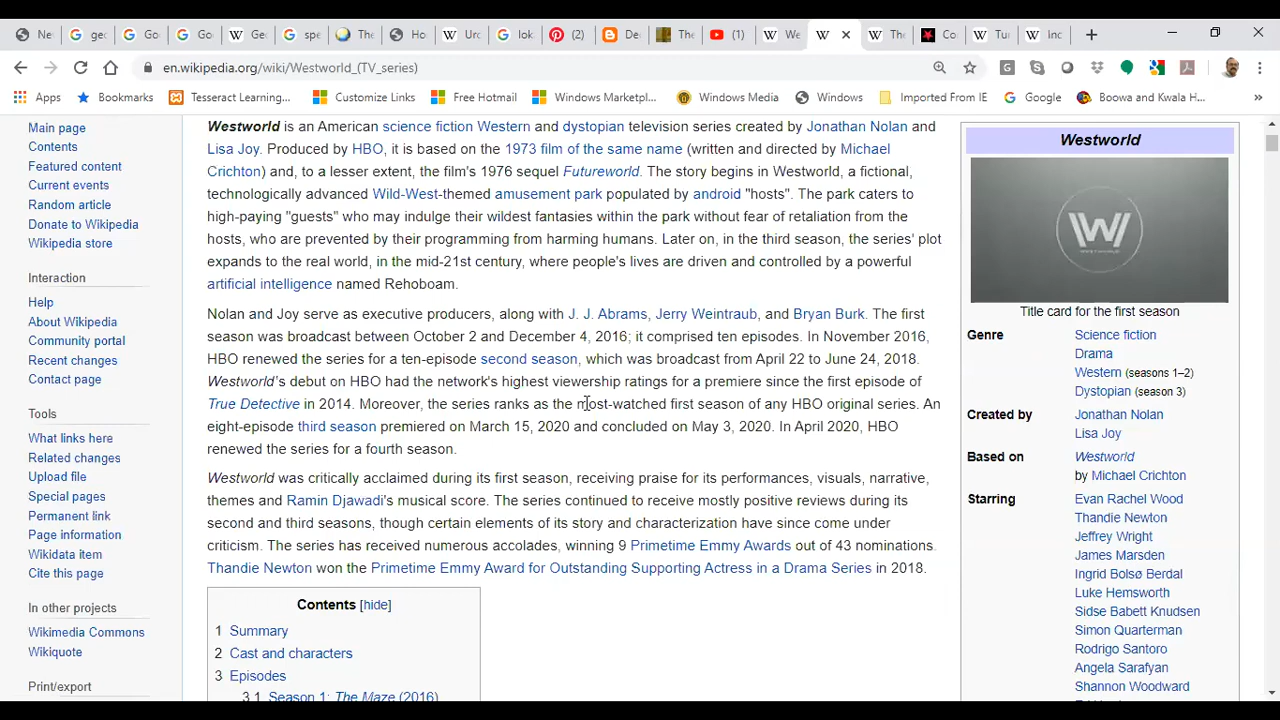 Ne
gec
Go
Go
Ge
spe
The
Ho
Urc
lok
(2)
De
The
(1)
We
Th
Co
Tu
Inc
en.wikipedia.org/wiki/Westworld_(TV_series)
Apps
Bookmarks
Tesseract Learning...
Customize Links
Free Hotmail
Windows Marketpl...
Windows Media
Windows
Imported From IE
Google
Boowa and Kwala H...
»
Main page
Contents
Featured content
Current events
Random article
Donate to Wikipedia
Wikipedia store
Interaction
Help
About Wikipedia
Community portal
Recent changes
Contact page
Tools
What links here
Related changes
Upload file
Special pages
Permanent link
Page information
Wikidata item
Cite this page
In other projects
Wikimedia Commons
Wikiquote
Print/export
Westworld is an American science fiction Western and dystopian television series created by Jonathan Nolan and
Lisa Joy. Produced by HBO, it is based on the 1973 film of the same name (written and directed by Michael
Crichton) and, to a lesser extent, the film's 1976 sequel Futureworld. The story begins in Westworld, a fictional,
technologically advanced Wild-West-themed amusement park populated by android "hosts". The park caters to
high-paying "guests" who may indulge their wildest fantasies within the park without fear of retaliation from the
hosts, who are prevented by their programming from harming humans. Later on, in the third season, the series' plot
expands to the real world, in the mid-21st century, where people's lives are driven and controlled by a powerful
artificial intelligence named Rehoboam.
Nolan and Joy serve as executive producers, along with J. J. Abrams, Jerry Weintraub, and Bryan Burk. The first
season was broadcast between October 2 and December 4, 2016; it comprised ten episodes. In November 2016,
HBO renewed the series for a ten-episode second season, which was broadcast from April 22 to June 24, 2018.
Westworld's debut on HBO had the network's highest viewership ratings for a premiere since the first episode of
True Detective in 2014. Moreover, the series ranks as the most-watched first season of any HBO original series. An
eight-episode third season premiered on March 15, 2020 and concluded on May 3, 2020. In April 2020, HBO
renewed the series for a fourth season.
Westworld was critically acclaimed during its first season, receiving praise for its performances, visuals, narrative,
themes and Ramin Djawadi's musical score. The series continued to receive mostly positive reviews during its
second and third seasons, though certain elements of its story and characterization have since come under
criticism. The series has received numerous accolades, winning 9 Primetime Emmy Awards out of 43 nominations.
Thandie Newton won the Primetime Emmy Award for Outstanding Supporting Actress in a Drama Series in 2018.
Contents [hide]
1 Summary
2 Cast and characters
3 Episodes
3.1 Season 1: The Maze (2016)
Westworld
W
Title card for the first season
Genre
Science fiction
Drama
Western (seasons 1–2)
Dystopian (season 3)
Created by
Jonathan Nolan
Lisa Joy
Based on
Westworld
by Michael Crichton
Starring
Evan Rachel Wood
Thandie Newton
Jeffrey Wright
James Marsden
Ingrid Bolsø Berdal
Luke Hemsworth
Sidse Babett Knudsen
Simon Quarterman
Rodrigo Santoro
Angela Sarafyan
Shannon Woodward